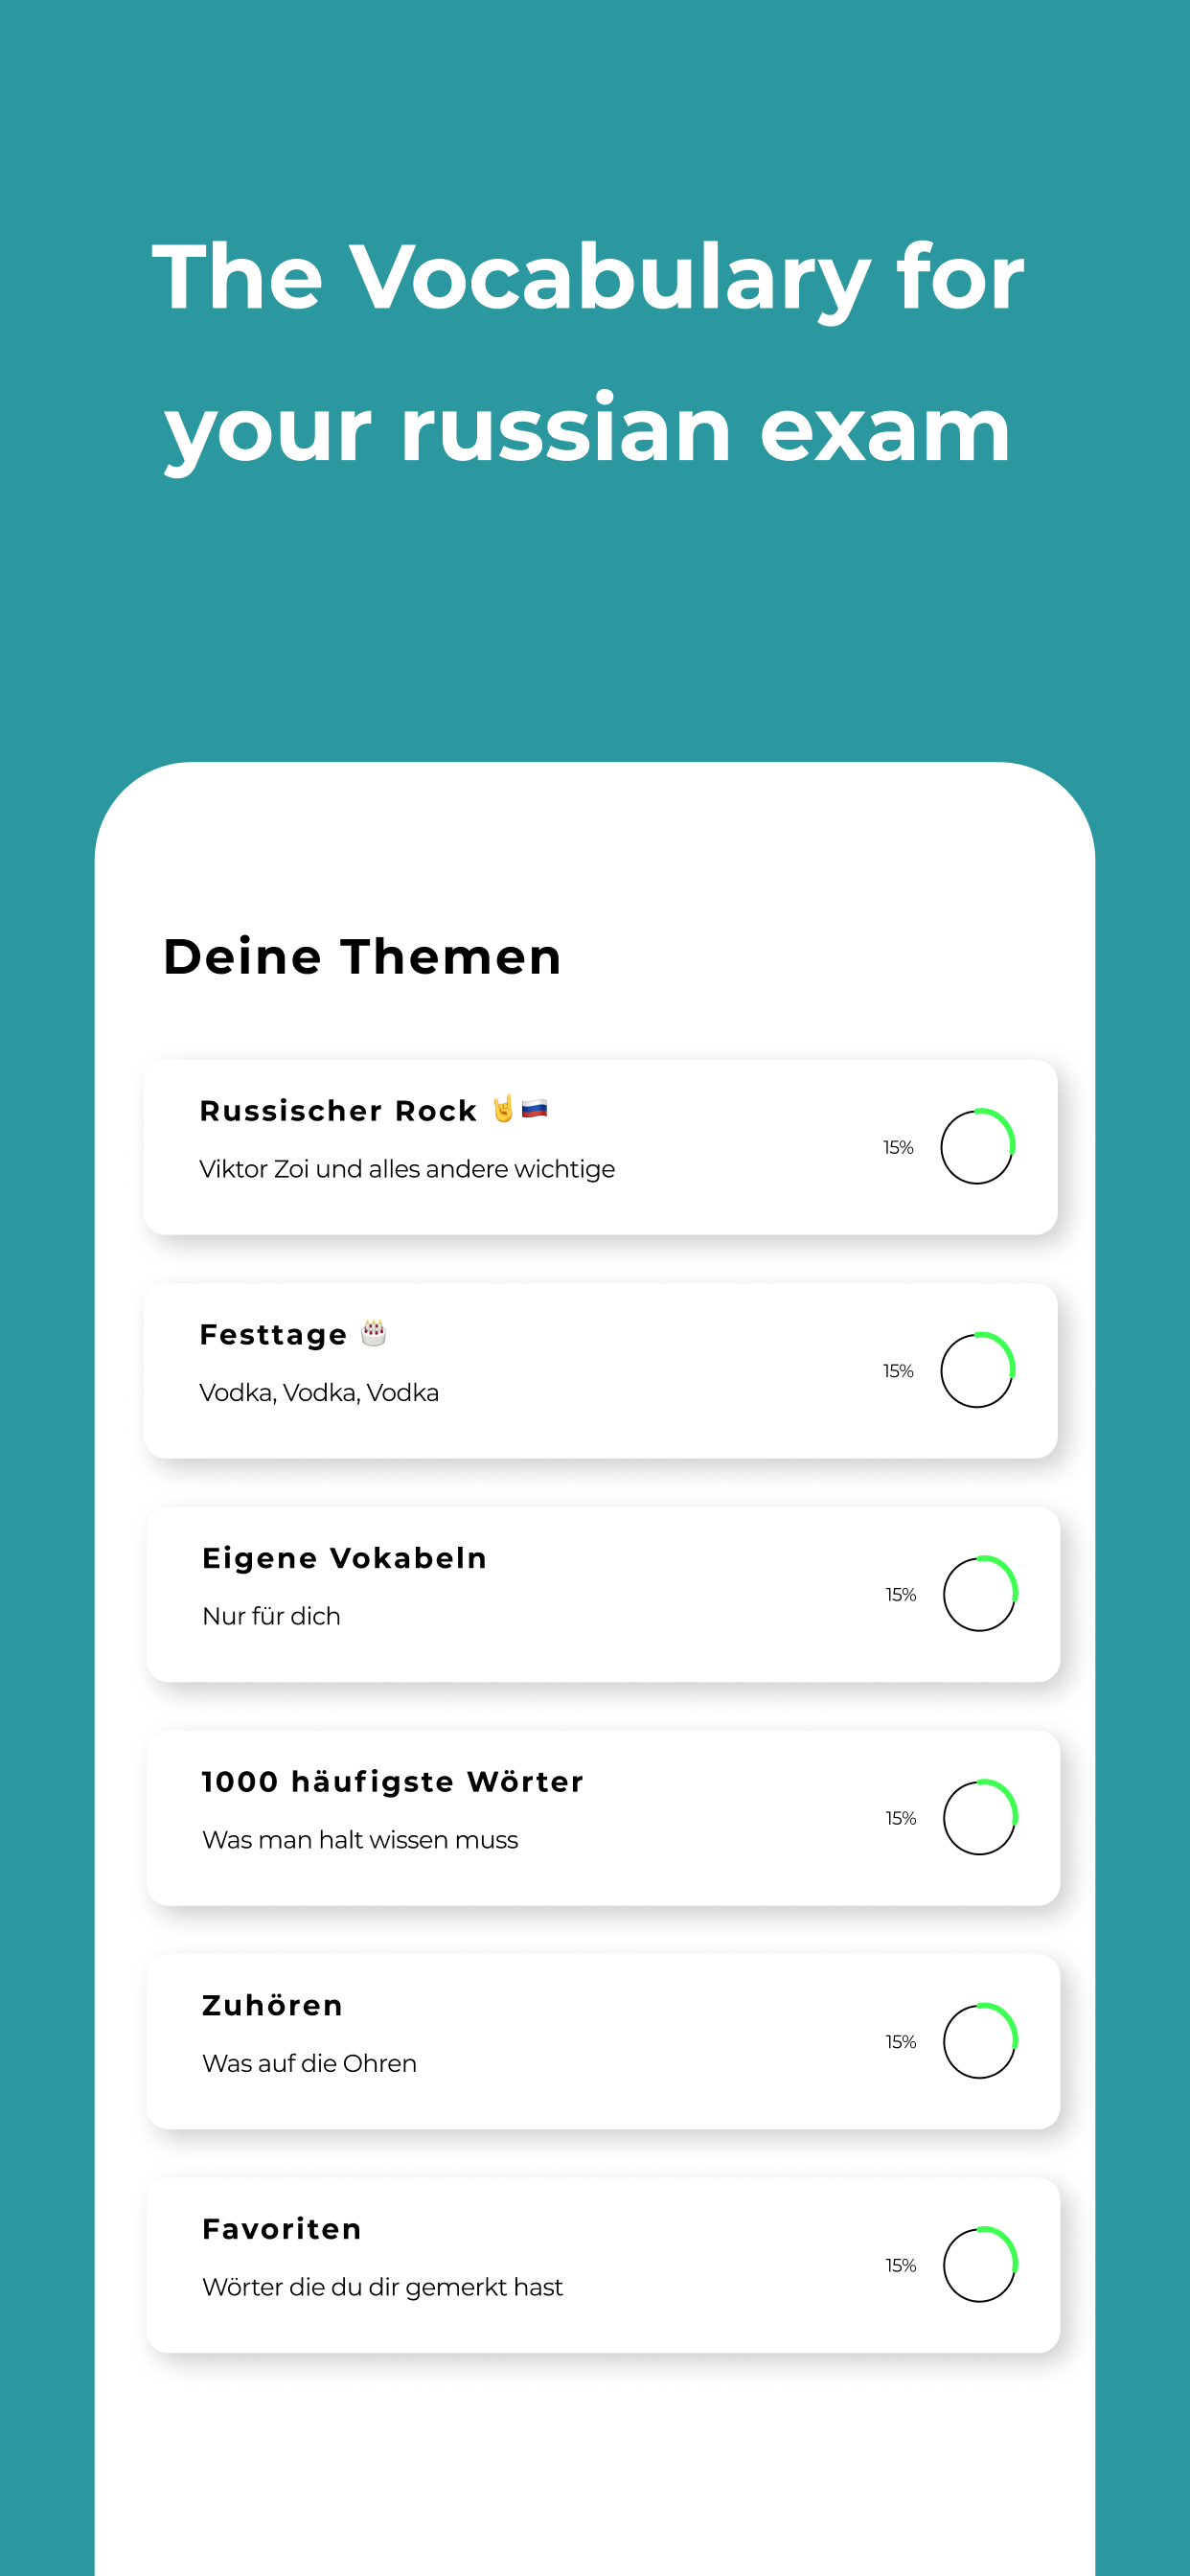 The Vocabulary for
your russian exam
Deine Themen
Russischer Rock 🤘🇷🇺
Viktor Zoi und alles andere wichtige
15%
Festtage 🎂
Vodka, Vodka, Vodka
15%
Eigene Vokabeln
Nur für dich
15%
1000 häufigste Wörter
Was man halt wissen muss
15%
Zuhören
Was auf die Ohren
15%
Favoriten
Wörter die du dir gemerkt hast
15%